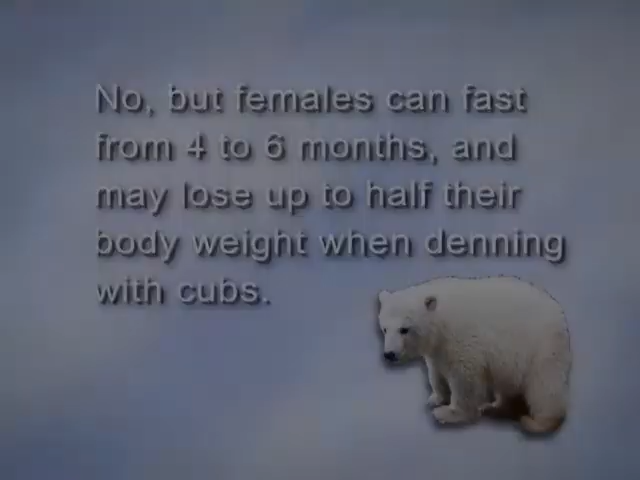 No, but females can fast
from 4 to 6 months, and
may lose up to half their
body weight when denning
with cubs.